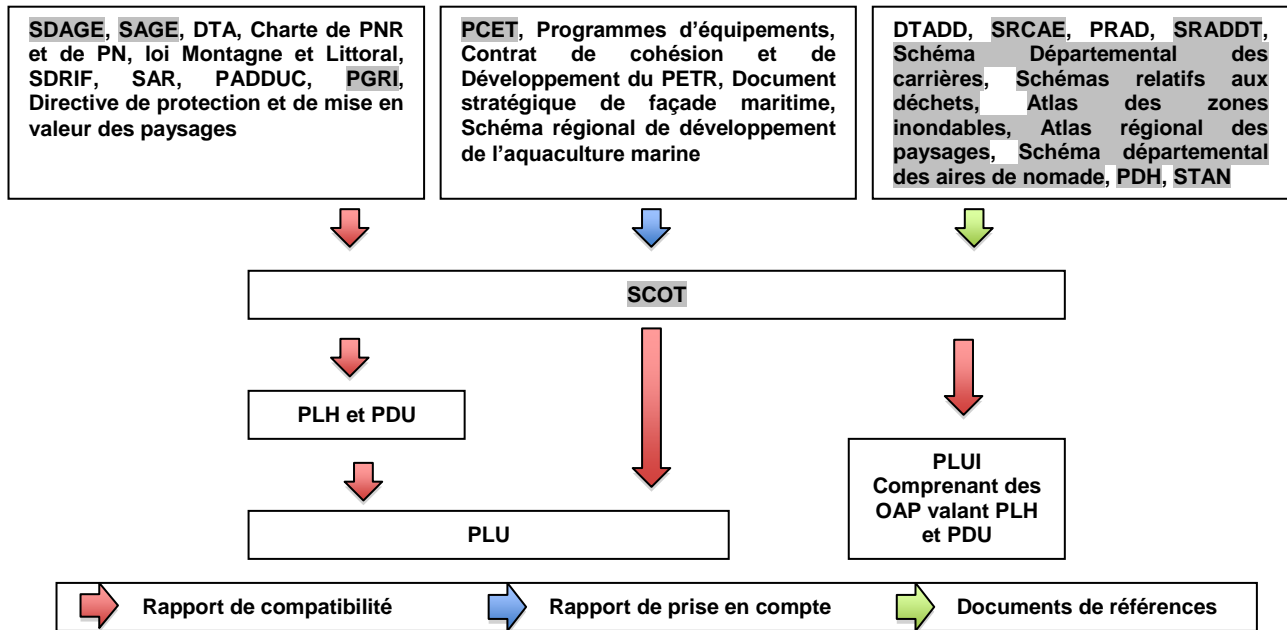 SDAGE, SAGE, DTA, Charte de PNR
et de PN, loi Montagne et Littoral,
SDRIF, SAR, PADDUC, PGRI,
Directive de protection et de mise en
valeur des paysages
PCET, Programmes d'équipements,
Contrat de cohésion et de
Développement du PETR, Document
stratégique de façade maritime,
Schéma régional de développement
de l'aquaculture marine
DTADD, SRCAE, PRAD, SRADDT,
Schéma Départemental des
carrières, Schémas relatifs aux
déchets, Atlas des zones
inondables, Atlas régional des
paysages, Schéma départemental
des aires de nomade, PDH, STAN
SCOT
PLH et PDU
PLUI
Comprenant des
OAP valant PLH
et PDU
PLU
Rapport de compatibilité
Rapport de prise en compte
Documents de références